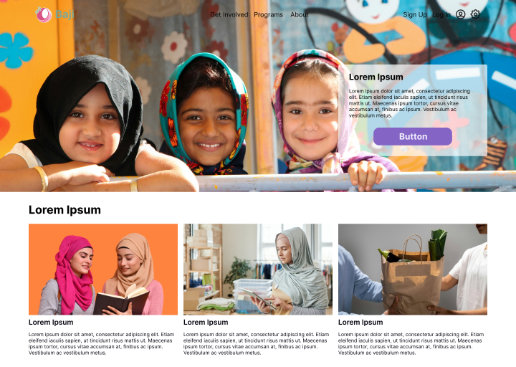 Naji
Get Involved Programs About
Sign Up Log In
Lorem Ipsum
Lorem ipsum dolor sit amet, consectetur adipiscing elit.
Etiam eleifend iaculis sapien, ut tincidunt risus
mattis ut. Maecenas ipsum tortor, cursus vitae
accumsan at, finibus ac ipsum. Vestibulum ac
vestibulum metus.
Button
Lorem Ipsum
Lorem Ipsum
Lorem ipsum dolor sit amet, consectetur adipiscing elit. Etiam
eleifend iaculis sapien, ut tincidunt risus mattis ut. Maecenas
ipsum tortor, cursus vitae accumsan at, finibus ac ipsum.
Vestibulum ac vestibulum metus.
Lorem Ipsum
Lorem ipsum dolor sit amet, consectetur adipiscing elit. Etiam
eleifend iaculis sapien, ut tincidunt risus mattis ut. Maecenas
ipsum tortor, cursus vitae accumsan at, finibus ac ipsum.
Vestibulum ac vestibulum metus.
Lorem Ipsum
Lorem ipsum dolor sit amet, consectetur adipiscing elit. Etiam
eleifend iaculis sapien, ut tincidunt risus mattis ut. Maecenas
ipsum tortor, cursus vitae accumsan at, finibus ac ipsum.
Vestibulum ac vestibulum metus.